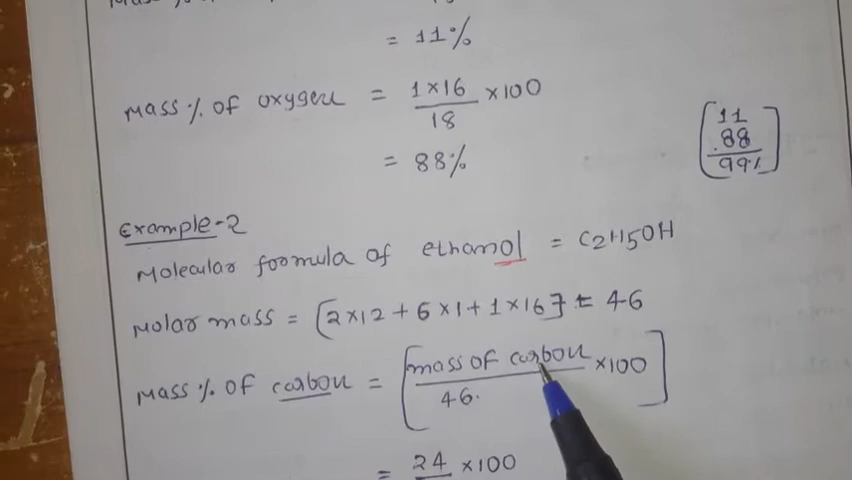 = 11%
Mass % of oxygen = 1×16/18 ×100
= 88%
[11
88
99%]
Example-2
Molecular formula of ethanol = C2H5OH
Molar mass = [2×12 + 6×1 + 1×16] = 46
Mass % of carbon = [mass of carbon/46. ×100]
= 24 ×100